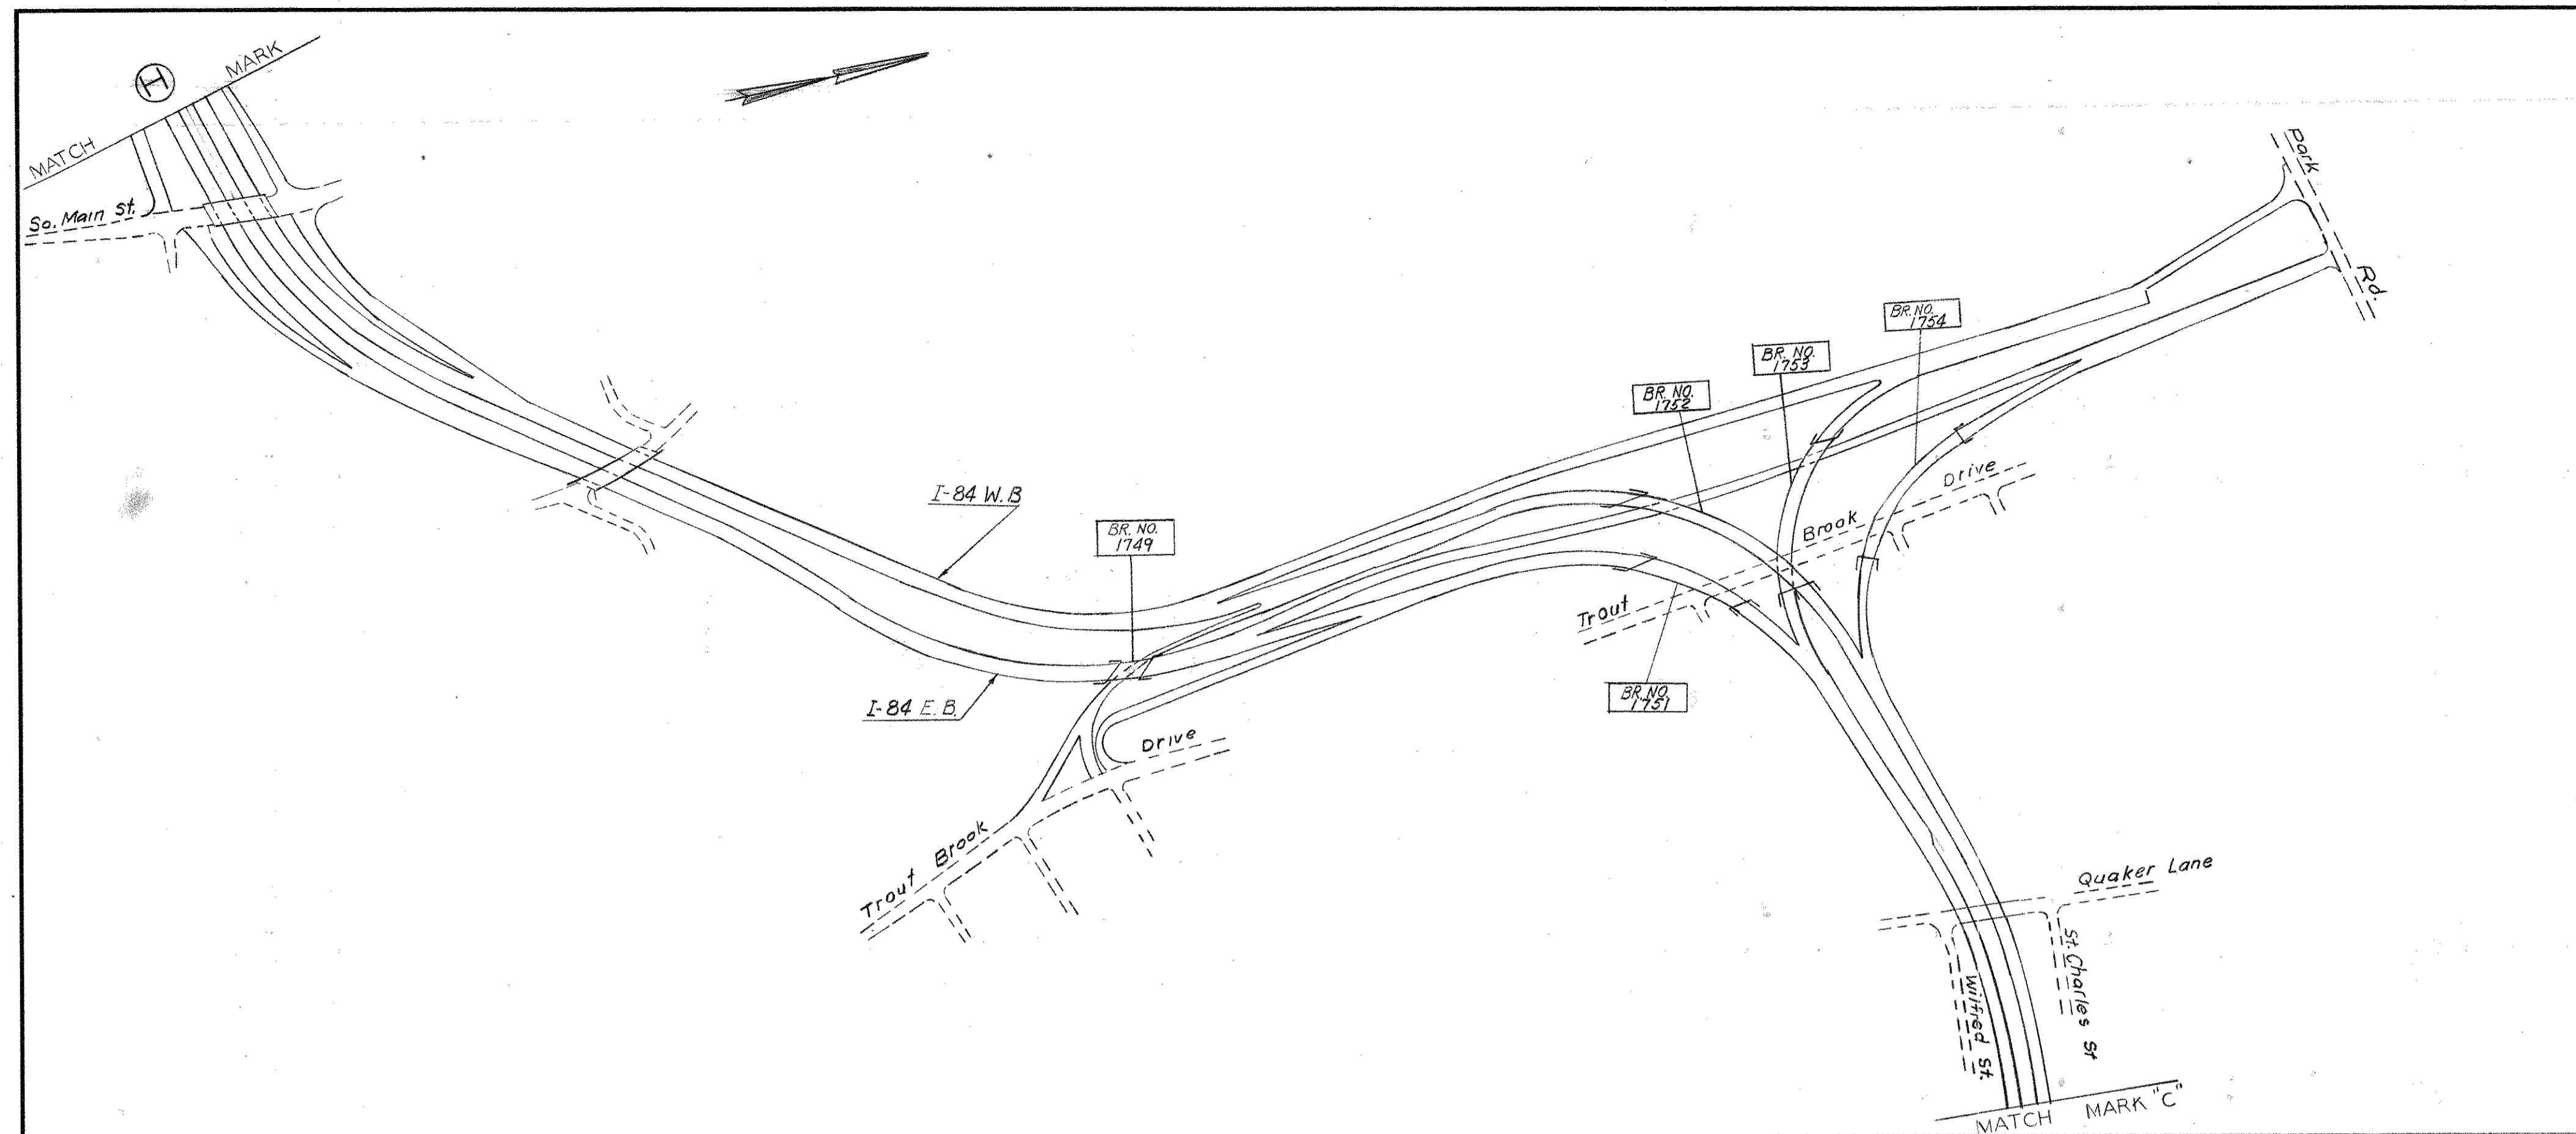 MATCH
H
MARK
So. Main St.
Park
Rd.
BR. NO.
1754
BR. NO.
1753
BR. NO.
1752
I-84 W.B
BR. NO.
1749
Drive
Brook
Trout
I-84 E.B.
BR. NO.
1751
Drive
Brook
Trout
Quaker Lane
St. Charles St
Wilfred St.
MATCH MARK "C"